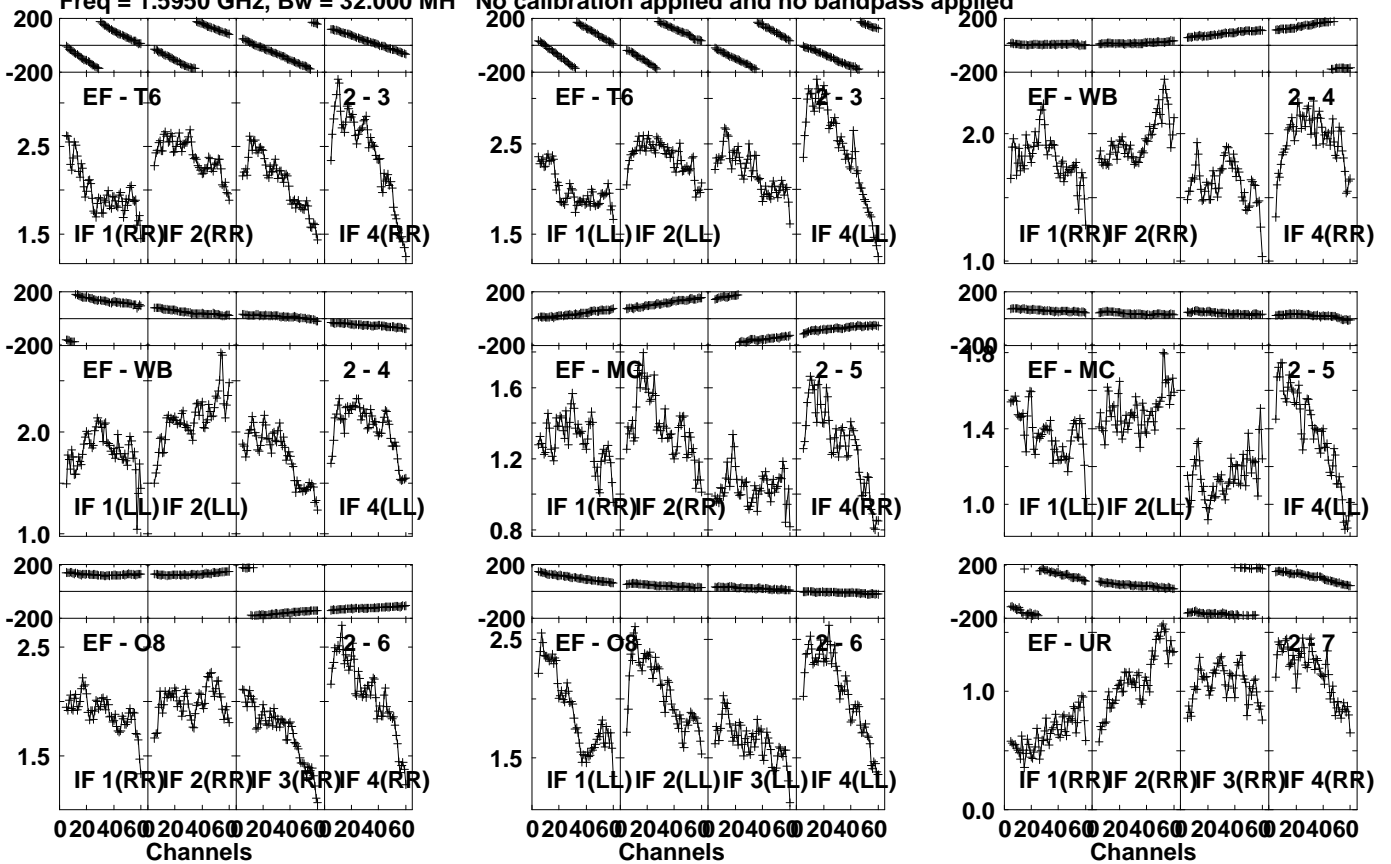 Freq = 1.5950 GHz, Bw = 32.000 MH No calibration applied and no bandpass applied
-200
EF - T6 2 - 3
2.5
1.5
IF 1(RR) IF 2(RR) IF 4(RR)
-200
EF - T6 2 - 3
2.5
1.5
IF 1(LL) IF 2(LL) IF 4(LL)
-200
EF - WB 2 - 4
2.0
1.0
IF 1(RR) IF 2(RR) IF 4(RR)
200
-200
EF - WB 2 - 4
2.0
1.0
IF 1(LL) IF 2(LL) IF 4(LL)
200
-200
EF - MC 2 - 5
1.6
1.2
0.8
IF 1(RR) IF 2(RR) IF 4(RR)
200
-200
1.8
EF - MC 2 - 5
1.4
1.0
IF 1(LL) IF 2(LL) IF 4(LL)
200
-200
EF - O8 2 - 6
2.5
1.5
IF 1(RR) IF 2(RR) IF 3(RR) IF 4(RR)
0 20 40 60 0 20 40 60 0 20 40 60 0 20 40 60
Channels
200
-200
EF - O8 2 - 6
2.5
1.5
IF 1(LL) IF 2(LL) IF 3(LL) IF 4(LL)
0 20 40 60 0 20 40 60 0 20 40 60 0 20 40 60
Channels
200
-200
EF - UR 2 - 7
1.0
0.0
IF 1(RR) IF 2(RR) IF 3(RR) IF 4(RR)
0 20 40 60 0 20 40 60 0 20 40 60 0 20 40 60
Channels